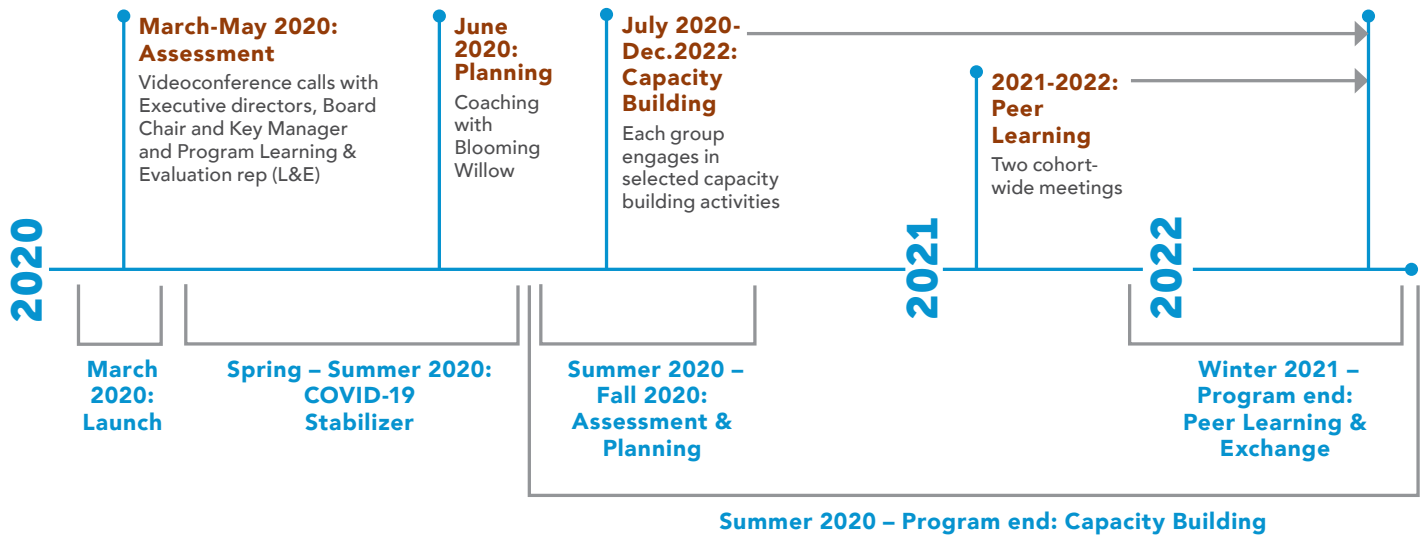 March-May 2020:
Assessment
Videoconference calls with
Executive directors, Board
Chair and Key Manager
and Program Learning &
Evaluation rep (L&E)
June
2020:
Planning
Coaching
with
Blooming
Willow
July 2020-
Dec.2022:
Capacity
Building
Each group
engages in
selected capacity
building activities
2021-2022:
Peer
Learning
Two cohort-
wide meetings
2020
2021
2022
March
2020:
Launch
Spring – Summer 2020:
COVID-19
Stabilizer
Summer 2020 –
Fall 2020:
Assessment &
Planning
Winter 2021 –
Program end:
Peer Learning &
Exchange
Summer 2020 – Program end: Capacity Building